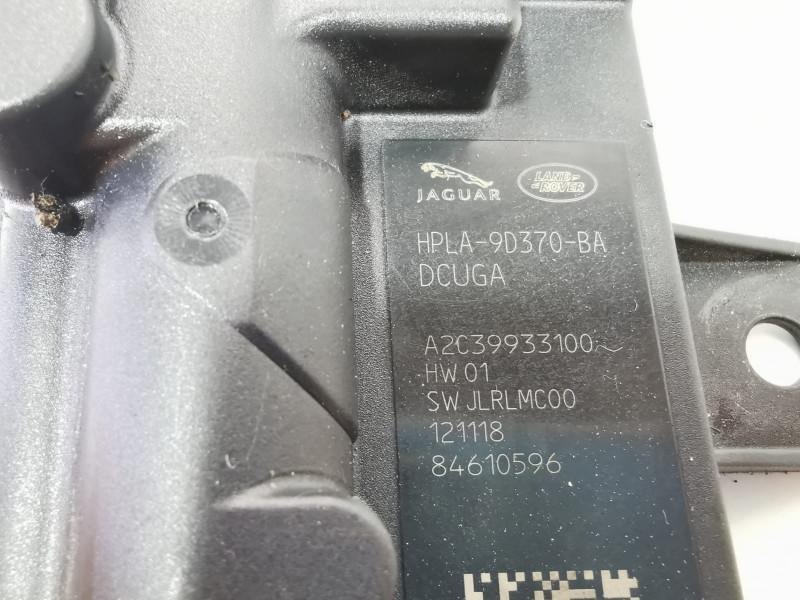 JAGUAR
LAND ROVER
HPLA-9D370-BA
DCUGA
A2C39933100~
HW 01
SW JLRLMC00
121118
84610596